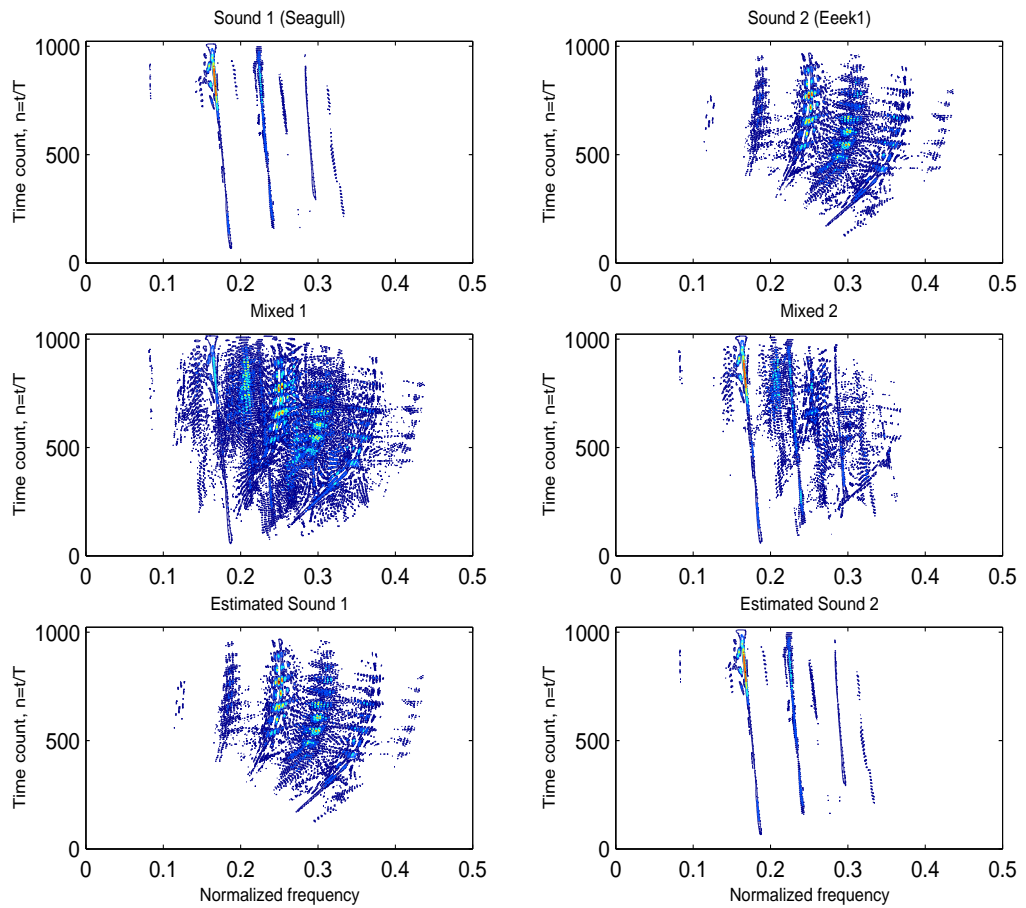 Sound 1 (Seagull)
Sound 2 (Eeek1)
1000
500
0
Time count, n=t/T
0 0.1 0.2 0.3 0.4 0.5
1000
500
0
Time count, n=t/T
0 0.1 0.2 0.3 0.4 0.5
Mixed 1
Mixed 2
1000
500
0
Time count, n=t/T
0 0.1 0.2 0.3 0.4 0.5
1000
500
0
Time count, n=t/T
0 0.1 0.2 0.3 0.4 0.5
Estimated Sound 1
Estimated Sound 2
1000
500
0
Time count, n=t/T
0 0.1 0.2 0.3 0.4 0.5
Normalized frequency
1000
500
0
Time count, n=t/T
0 0.1 0.2 0.3 0.4 0.5
Normalized frequency